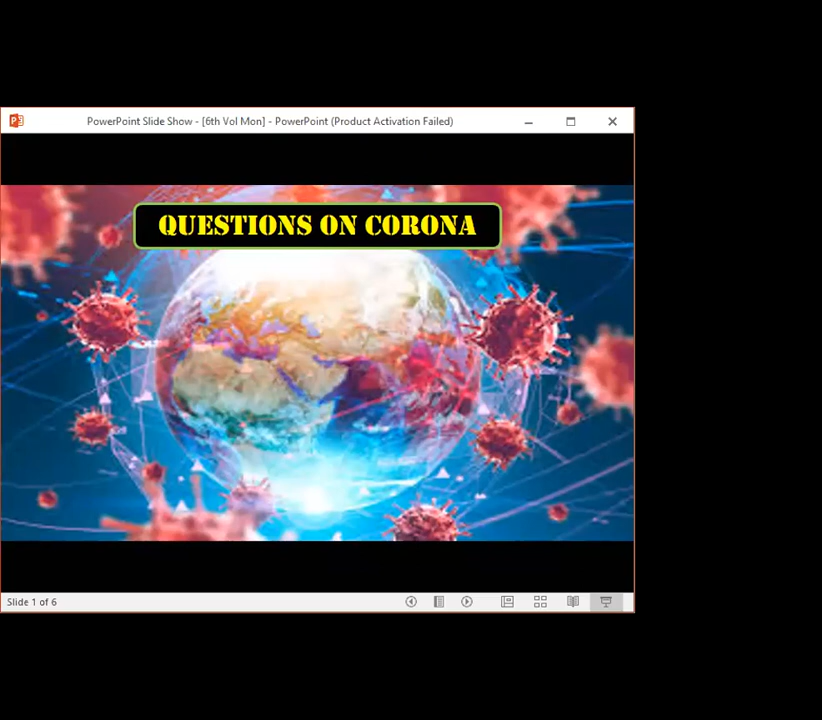 PowerPoint Slide Show - [6th Vol Mon] - PowerPoint (Product Activation Failed)
QUESTIONS ON CORONA
Slide 1 of 6